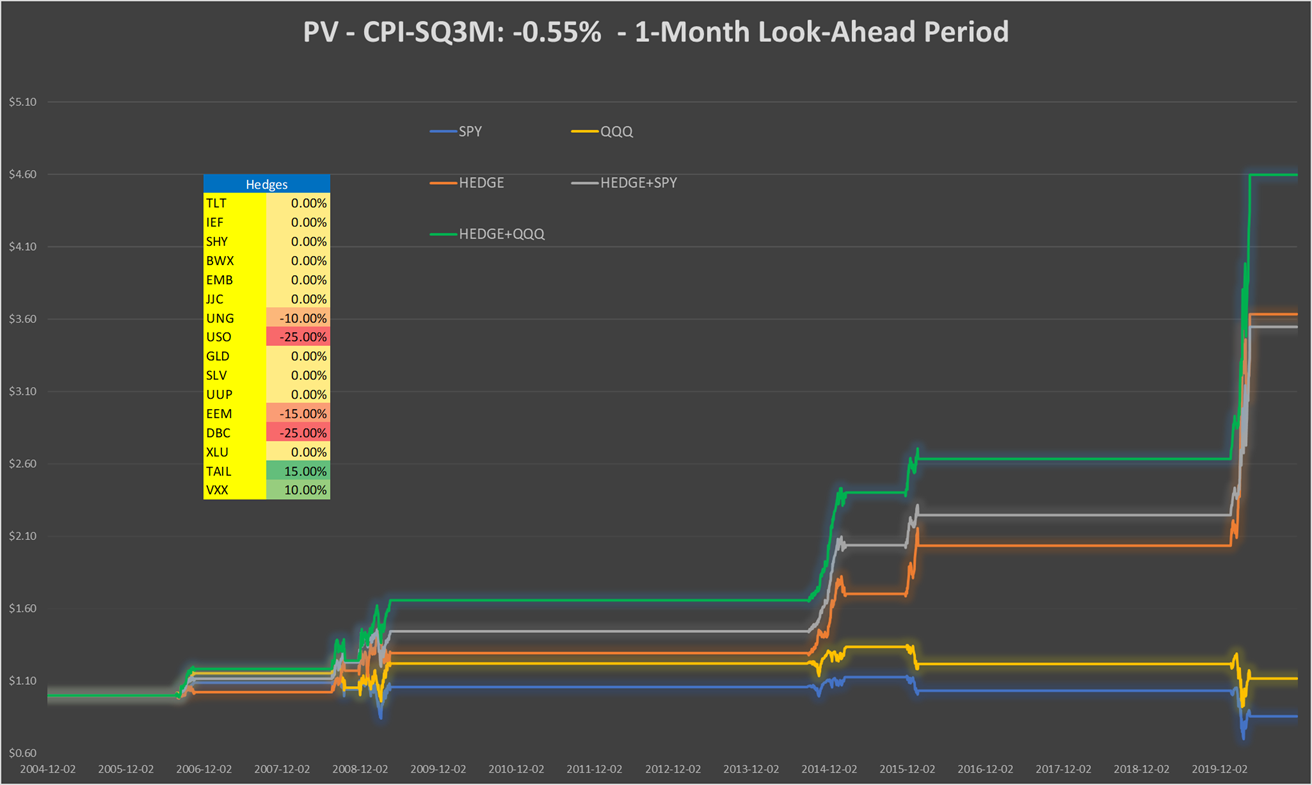 PV - CPI-SQ3M: -0.55%  - 1-Month Look-Ahead Period
$5.10
SPY QQQ
$4.60
Hedges
HEDGE HEDGE+SPY
TLT 0.00%
IEF 0.00%
HEDGE+QQQ
SHY 0.00%
$4.10
BWX 0.00%
EMB 0.00%
JJC 0.00%
$3.60
UNG -10.00%
USO -25.00%
GLD 0.00%
SLV 0.00%
$3.10
UUP 0.00%
EEM -15.00%
DBC -25.00%
XLU 0.00%
$2.60
TAIL 15.00%
VXX 10.00%
$2.10
$1.60
$1.10
$0.60
2004-12-02 2005-12-02 2006-12-02 2007-12-02 2008-12-02 2009-12-02 2010-12-02 2011-12-02 2012-12-02 2013-12-02 2014-12-02 2015-12-02 2016-12-02 2017-12-02 2018-12-02 2019-12-02